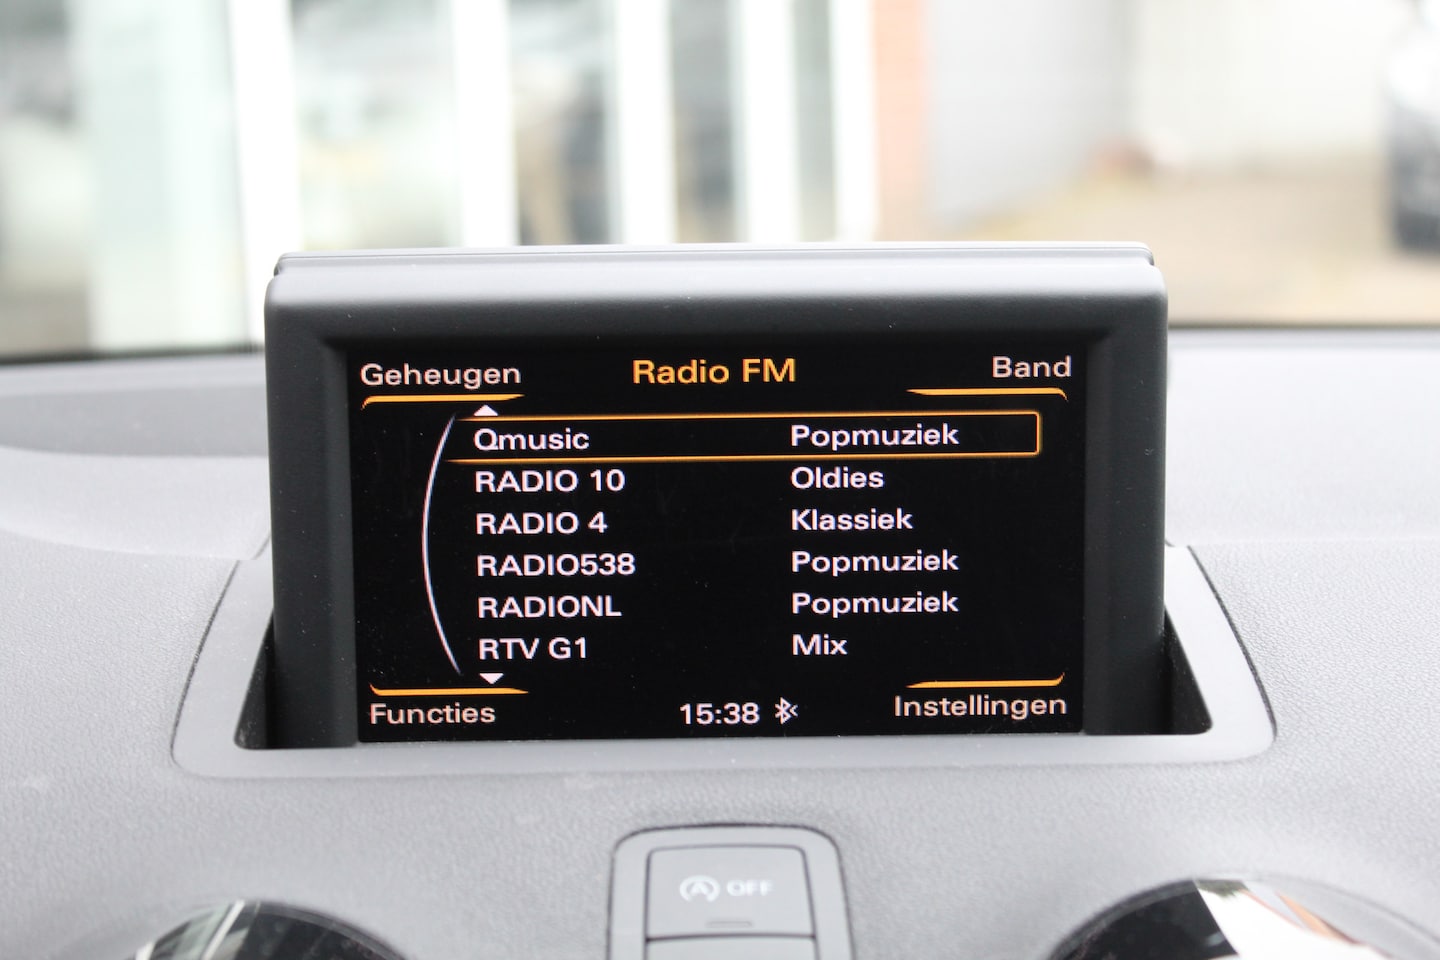 Geheugen Radio FM Band
Qmusic Popmuziek
RADIO 10 Oldies
RADIO 4 Klassiek
RADIO538 Popmuziek
RADIONL Popmuziek
RTV G1 Mix
Functies 15:38 Instellingen
A OFF